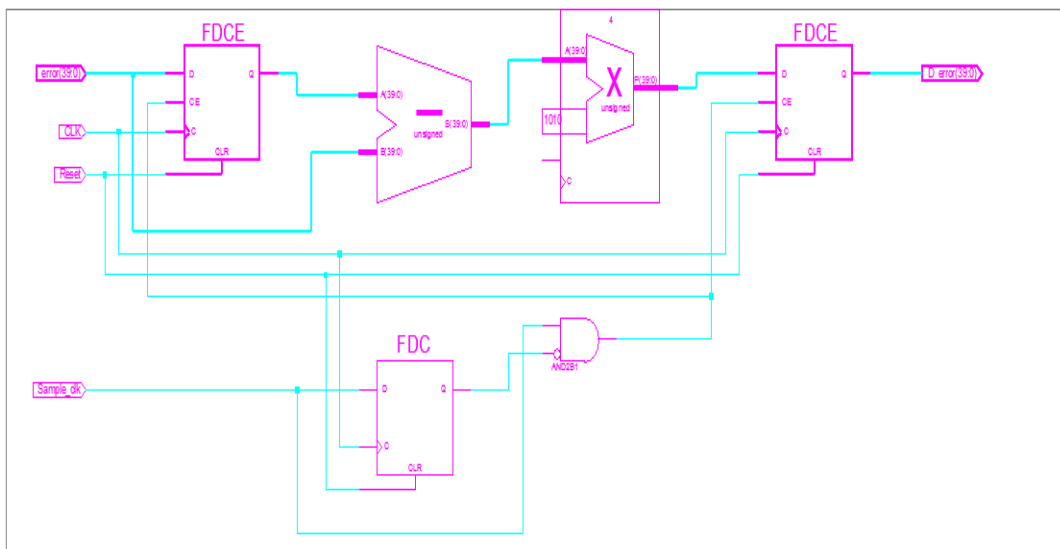 FDCE
error(39:0)
D
Q
CE
CLK
C
CLR
Reset
A(39:0)
unsigned
S(39:0)
B(39:0)
4
A(39:0)
X
P(39:0)
unsigned
1010
C
FDCE
D
Q
CE
C
CLR
D_error(39:0)
FDC
Sample_clk
D
Q
C
CLR
AND2B1